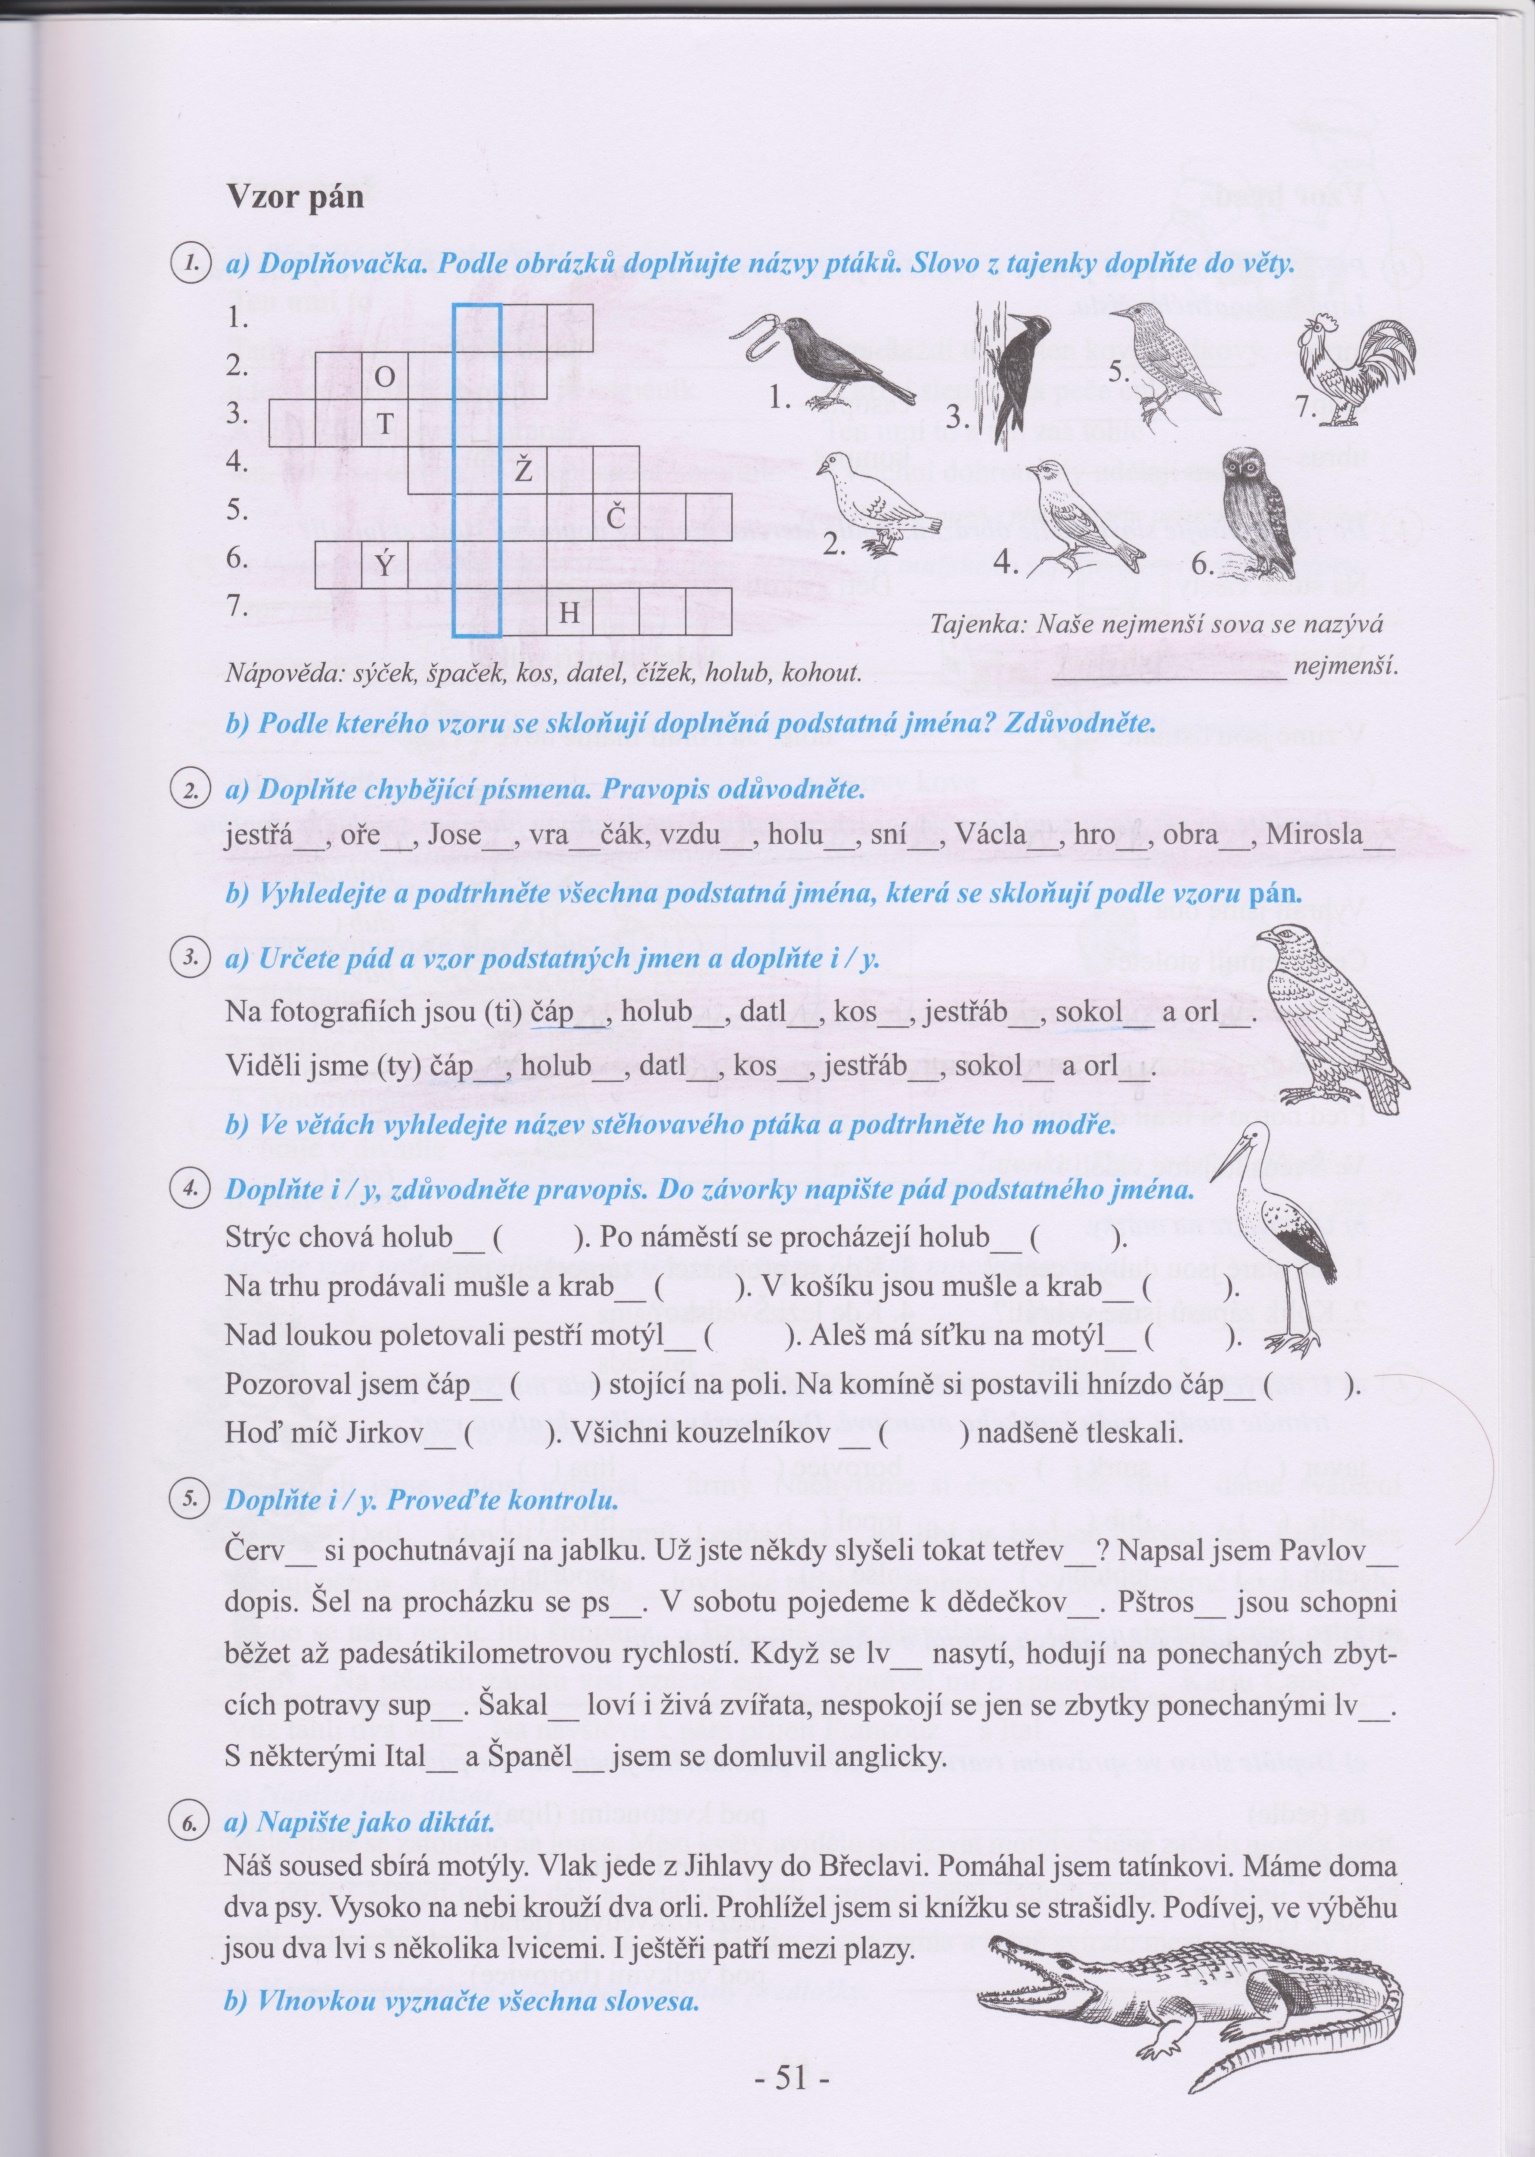 Vzor pán
1. a) Doplňovačka. Podle obrázků doplňujte názvy ptáků. Slovo z tajenky doplňte do věty.
1.
2. O
3. T
4. Ž
5. Č
6. Ý
7. H
1. 3. 5. 7.
2. 4. 6.
Tajenka: Naše nejmenší sova se nazývá
Nápověda: sýček, špaček, kos, datel, čížek, holub, kohout. ________________ nejmenší.
b) Podle kterého vzoru se skloňují doplněná podstatná jména? Zdůvodněte.
2. a) Doplňte chybějící písmena. Pravopis odůvodněte.
jestřá__, oře__, Jose__, vra__čák, vzdu__, holu__, sní__, Václa__, hro__, obra__, Mirosla__
b) Vyhledejte a podtrhněte všechna podstatná jména, která se skloňují podle vzoru pán.
3. a) Určete pád a vzor podstatných jmen a doplňte i / y.
Na fotografiích jsou (ti) čáp__, holub__, datl__, kos__, jestřáb__, sokol__ a orl__.
Viděli jsme (ty) čáp__, holub__, datl__, kos__, jestřáb__, sokol__ a orl__.
b) Ve větách vyhledejte název stěhovavého ptáka a podtrhněte ho modře.
4. Doplňte i / y, zdůvodněte pravopis. Do závorky napište pád podstatného jména.
Strýc chová holub__ ( ). Po náměstí se procházejí holub__ ( ).
Na trhu prodávali mušle a krab__ ( ). V košíku jsou mušle a krab__ ( ).
Nad loukou poletovali pestří motýl__ ( ). Aleš má síťku na motýl__ ( ).
Pozoroval jsem čáp__ ( ) stojící na poli. Na komíně si postavili hnízdo čáp__ ( ).
Hoď míč Jirkov__ ( ). Všichni kouzelníkov __ ( ) nadšeně tleskali.
5. Doplňte i / y. Proveďte kontrolu.
Červ__ si pochutnávají na jablku. Už jste někdy slyšeli tokat tetřev__? Napsal jsem Pavlov__
dopis. Šel na procházku se ps__. V sobotu pojedeme k dědečkov__. Pštros__ jsou schopni
běžet až padesátikilometrovou rychlostí. Když se lv__ nasytí, hodují na ponechaných zbyt-
cích potravy sup__. Šakal__ loví i živá zvířata, nespokojí se jen se zbytky ponechanými lv__.
S některými Ital__ a Španěl__ jsem se domluvil anglicky.
6. a) Napište jako diktát.
Náš soused sbírá motýly. Vlak jede z Jihlavy do Břeclavi. Pomáhal jsem tatínkovi. Máme doma
dva psy. Vysoko na nebi krouží dva orli. Prohlížel jsem si knížku se strašidly. Podívej, ve výběhu
jsou dva lvi s několika lvicemi. I ještěři patří mezi plazy.
b) Vlnovkou vyznačte všechna slovesa.
- 51 -